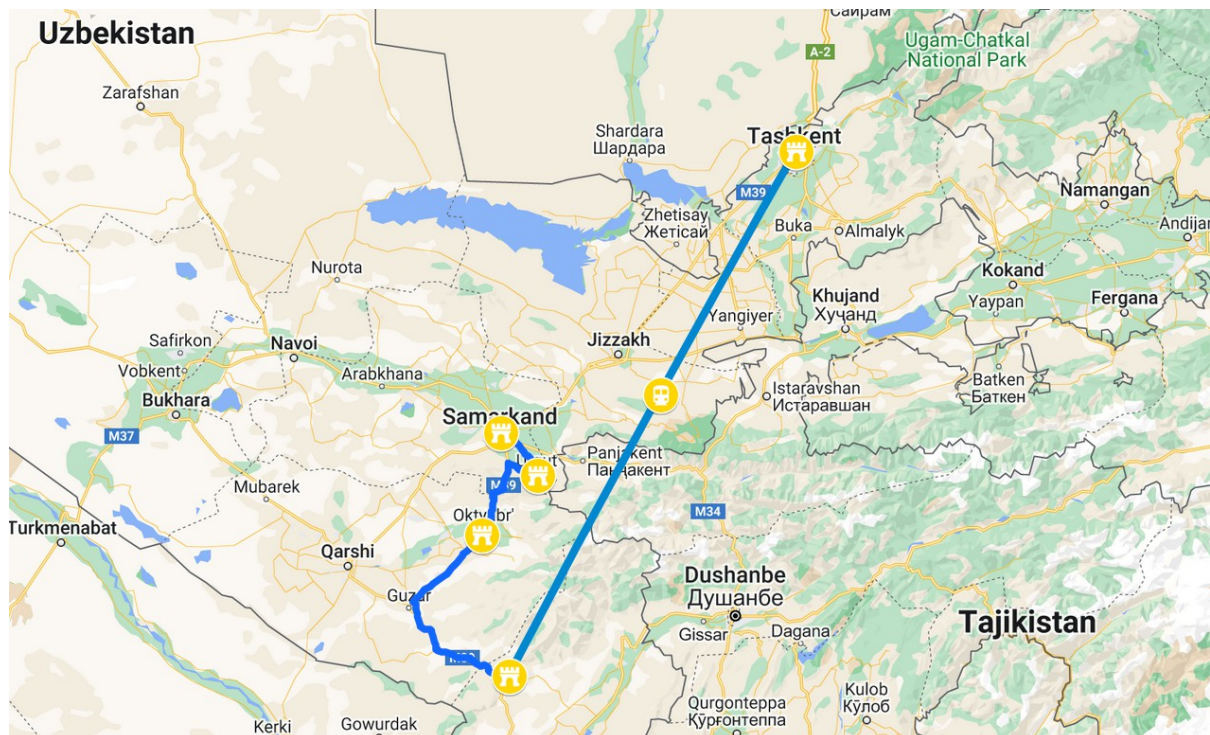 Сайрам
Uzbekistan
A-2
Ugam-Chatkal
National Park
Zarafshan
Shardara
Шардара
Tashkent
M39
Namangan
Zhetisay
Жетісай
Buka
Almalyk
Andijan
Nurota
Kokand
Khujand
Хуҷанд
Yaypan
Fergana
Yangiyer
Safirkon
Navoi
Jizzakh
Vobkent
Arabkhana
Batken
Баткен
Istaravshan
Истаравшан
Bukhara
Samarkand
M37
Panjakent
Панҷакент
Mubarek
M39
M34
Turkmenabat
Qarshi
Dushanbe
Душанбе
Guzar
Gissar
Dagana
Tajikistan
Kulob
Кӯлоб
Qurgonteppa
Қӯрғонтеппа
Kerki
Gowurdak